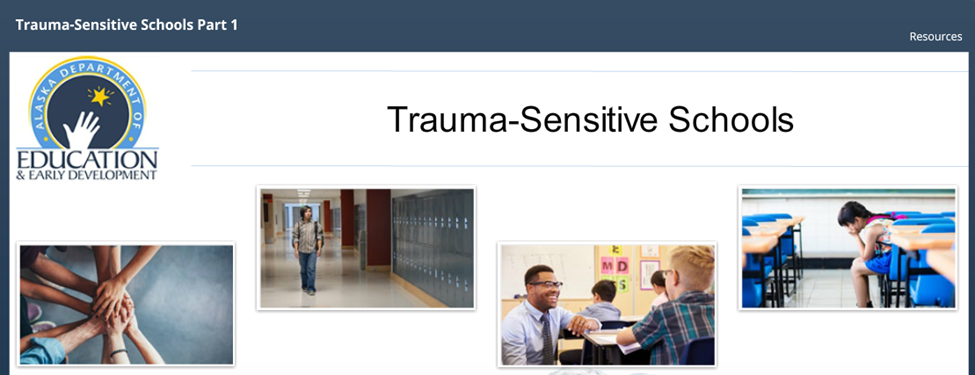 Trauma-Sensitive Schools Part 1
Resources
ALASKA DEPARTMENT OF
EDUCATION
& EARLY DEVELOPMENT
Trauma-Sensitive Schools
M D